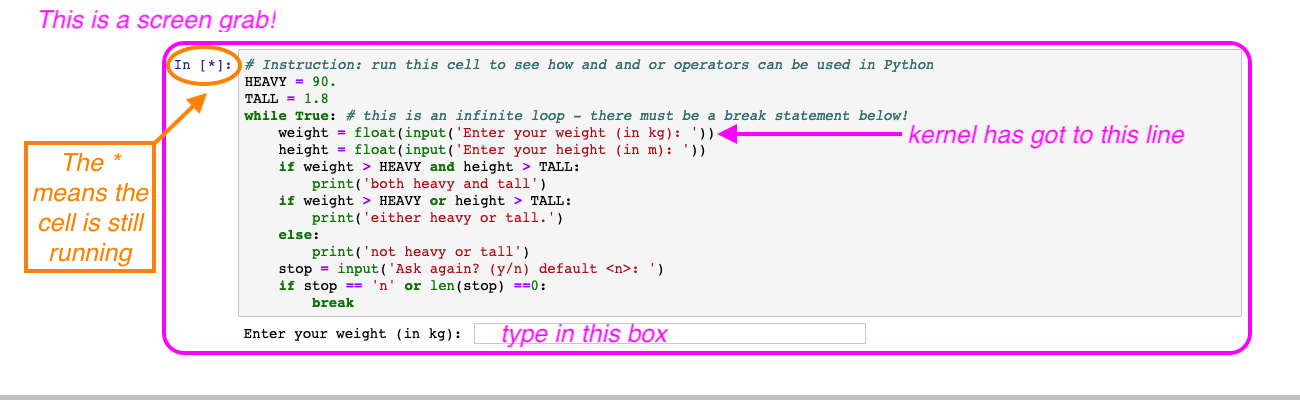 This is a screen grab!
In [*]:
# Instruction: run this cell to see how and and or operators can be used in Python
HEAVY = 90.
TALL = 1.8
while True: # this is an infinite loop - there must be a break statement below!
    weight = float(input('Enter your weight (in kg): '))
kernel has got to this line
    height = float(input('Enter your height (in m): '))
    if weight > HEAVY and height > TALL:
        print('both heavy and tall')
    if weight > HEAVY or height > TALL:
        print('either heavy or tall.')
    else:
        print('not heavy or tall')
    stop = input('Ask again? (y/n) default <n>: ')
    if stop == 'n' or len(stop) ==0:
        break
The *
means the
cell is still
running
Enter your weight (in kg):
type in this box